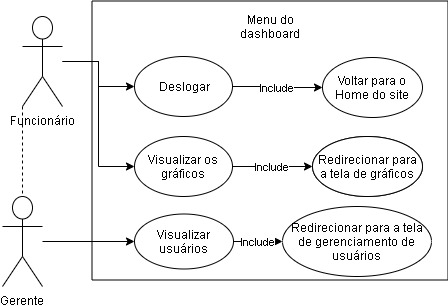 Menu do
dashboard
Funcionário
Deslogar
Include
Voltar para o
Home do site
Visualizar os
gráficos
Include
Redirecionar para
a tela de gráficos
Gerente
Visualizar
usuários
Include
Redirecionar para a tela
de gerenciamento de
usuários